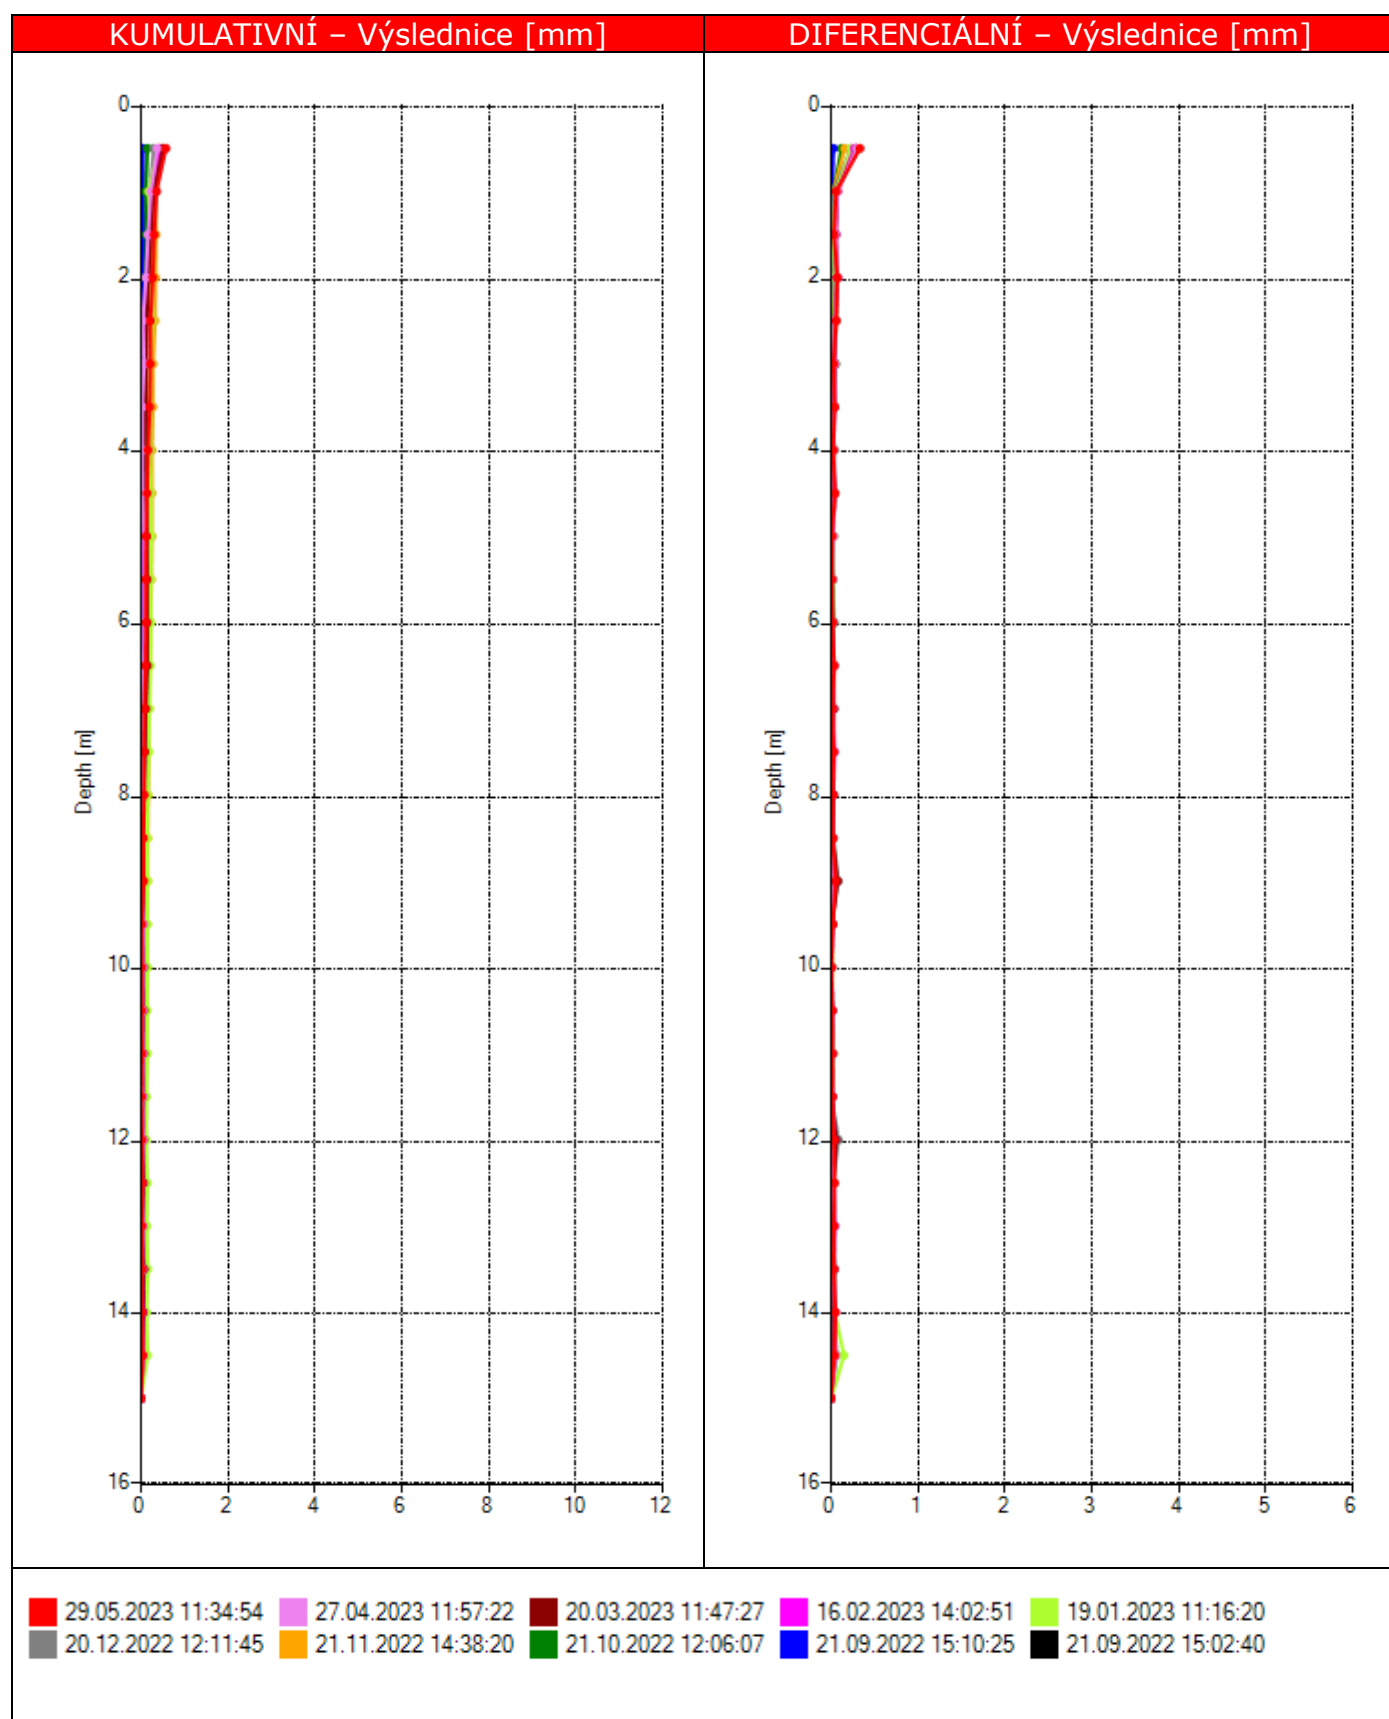 KUMULATIVNÍ – Výslednice [mm]
DIFERENCIÁLNÍ – Výslednice [mm]
0
2
4
6
8
10
12
14
16
Depth [m]
0 2 4 6 8 10 12
0
2
4
6
8
10
12
14
16
Depth [m]
0 1 2 3 4 5 6
29.05.2023 11:34:54 27.04.2023 11:57:22 20.03.2023 11:47:27 16.02.2023 14:02:51 19.01.2023 11:16:20
20.12.2022 12:11:45 21.11.2022 14:38:20 21.10.2022 12:06:07 21.09.2022 15:10:25 21.09.2022 15:02:40